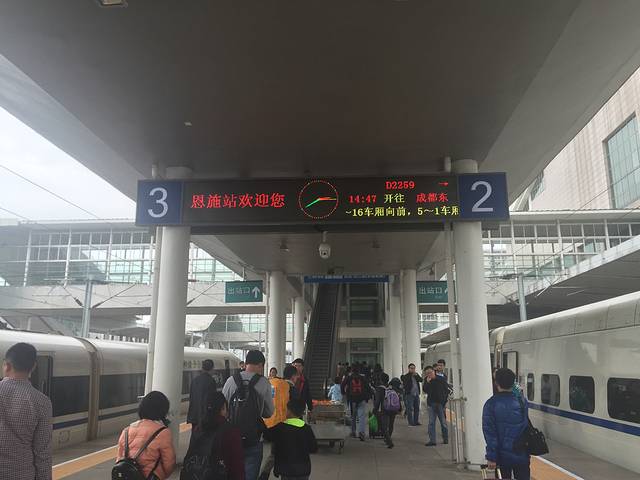 3
恩施站欢迎您
D2259 →
14:47 开往 成都东
~16车厢向前，5~1车厢
2
出站口
出站口